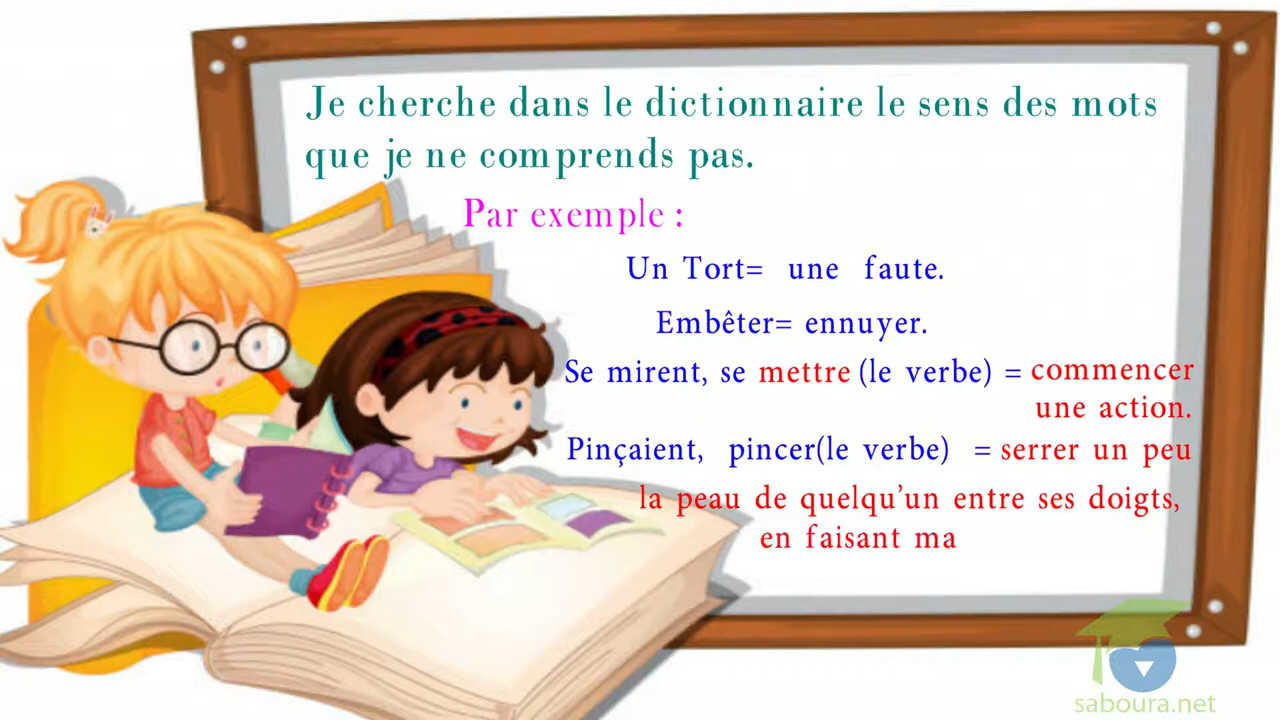 Je cherche dans le dictionnaire le sens des mots
que je ne comprends pas.
Par exemple :
Un Tort= une faute.
Embêter= ennuyer.
Se mirent, se mettre (le verbe) = commencer
une action.
Pinçaient, pincer(le verbe) = serrer un peu
la peau de quelqu'un entre ses doigts,
en faisant ma
saboura.net